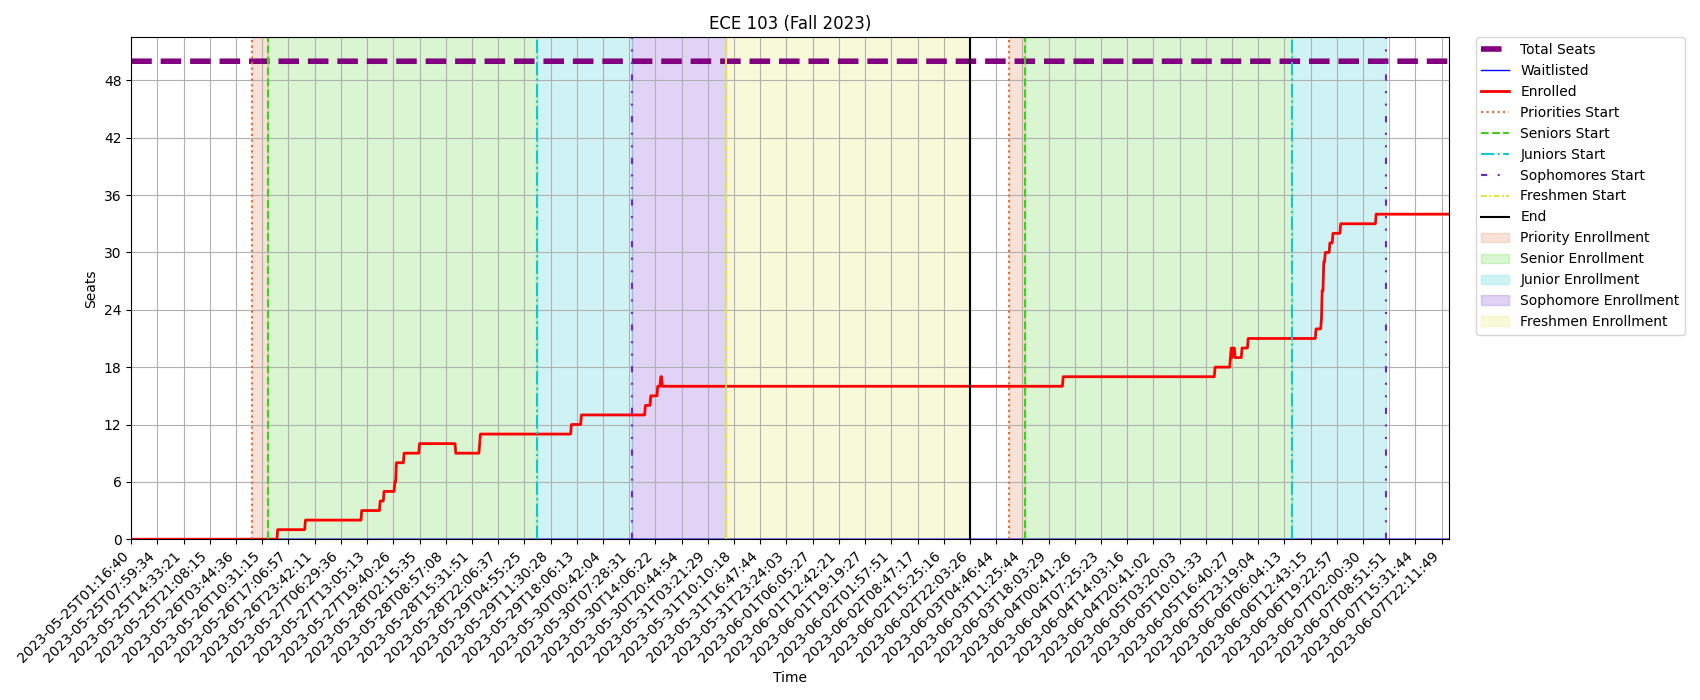 ECE 103 (Fall 2023)
Total Seats
Waitlisted
Enrolled
Priorities Start
Seniors Start
Juniors Start
Sophomores Start
Freshmen Start
End
Priority Enrollment
Senior Enrollment
Junior Enrollment
Sophomore Enrollment
Freshmen Enrollment
Seats
48
42
36
30
24
18
12
6
0
2023-05-25T01:16:40
2023-05-25T07:59:34
2023-05-25T14:33:21
2023-05-25T21:08:15
2023-05-26T03:44:36
2023-05-26T10:31:15
2023-05-26T17:06:57
2023-05-26T23:42:11
2023-05-27T06:29:36
2023-05-27T13:05:13
2023-05-27T19:40:26
2023-05-28T02:15:35
2023-05-28T08:57:08
2023-05-28T15:31:51
2023-05-28T22:06:37
2023-05-29T04:55:25
2023-05-29T11:30:28
2023-05-29T18:06:13
2023-05-30T00:42:04
2023-05-30T07:28:31
2023-05-30T14:06:22
2023-05-30T20:44:54
2023-05-31T03:21:29
2023-05-31T10:10:18
2023-05-31T16:47:44
2023-05-31T23:24:03
2023-06-01T06:05:27
2023-06-01T12:42:21
2023-06-01T19:19:27
2023-06-02T01:57:51
2023-06-02T08:47:17
2023-06-02T15:25:16
2023-06-02T22:03:26
2023-06-03T04:46:44
2023-06-03T11:25:44
2023-06-03T18:03:29
2023-06-04T00:41:26
2023-06-04T07:25:23
2023-06-04T14:03:16
2023-06-04T20:41:02
2023-06-05T03:20:03
2023-06-05T10:01:33
2023-06-05T16:40:27
2023-06-05T23:19:04
2023-06-06T06:04:13
2023-06-06T12:43:15
2023-06-06T19:22:57
2023-06-07T02:00:30
2023-06-07T08:51:51
2023-06-07T15:31:44
2023-06-07T22:11:49
Time